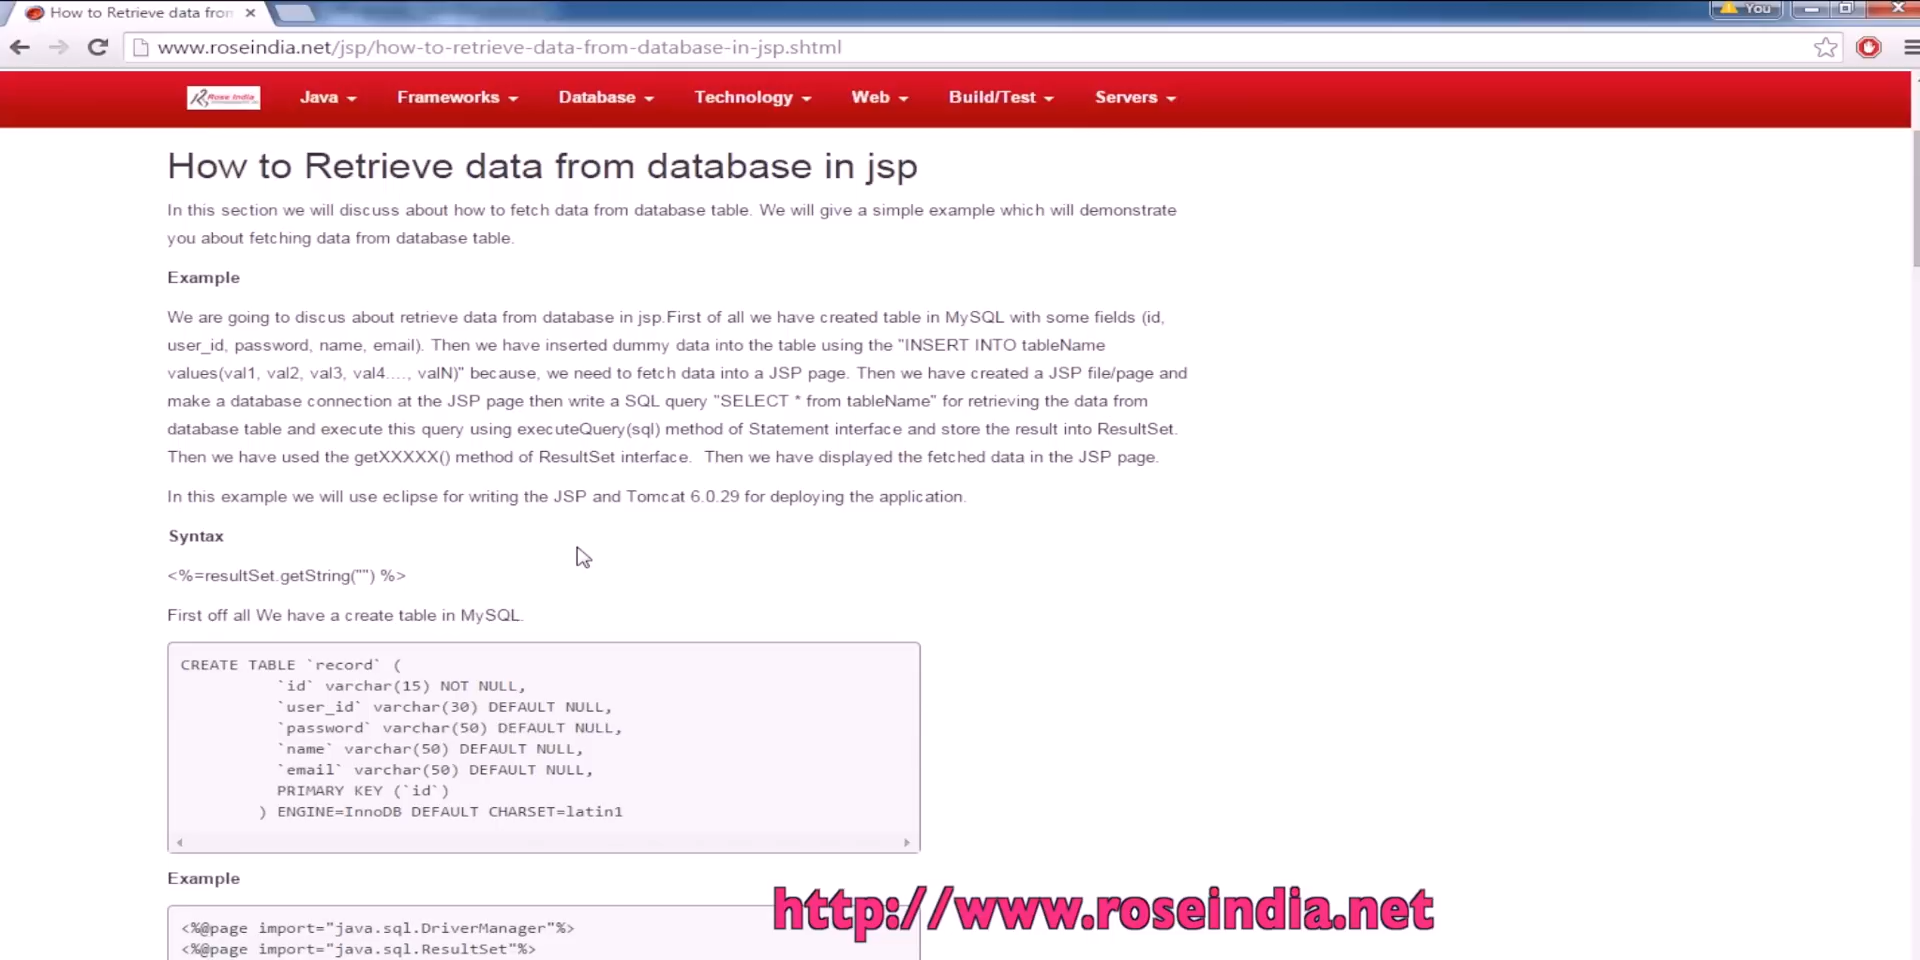 How to Retrieve data fron
You
www.roseindia.net/jsp/how-to-retrieve-data-from-database-in-jsp.shtml
Rose India
Java Frameworks Database Technology Web Build/Test Servers
How to Retrieve data from database in jsp
In this section we will discuss about how to fetch data from database table. We will give a simple example which will demonstrate
you about fetching data from database table.
Example
We are going to discus about retrieve data from database in jsp.First of all we have created table in MySQL with some fields (id,
user_id, password, name, email). Then we have inserted dummy data into the table using the "INSERT INTO tableName
values(val1, val2, val3, val4...., valN)" because, we need to fetch data into a JSP page. Then we have created a JSP file/page and
make a database connection at the JSP page then write a SQL query "SELECT * from tableName" for retrieving the data from
database table and execute this query using executeQuery(sql) method of Statement interface and store the result into ResultSet.
Then we have used the getXXXXX() method of ResultSet interface.  Then we have displayed the fetched data in the JSP page.
In this example we will use eclipse for writing the JSP and Tomcat 6.0.29 for deploying the application.
Syntax
<%=resultSet.getString("") %>
First off all We have a create table in MySQL.
CREATE TABLE `record` (
`id` varchar(15) NOT NULL,
`user_id` varchar(30) DEFAULT NULL,
`password` varchar(50) DEFAULT NULL,
`name` varchar(50) DEFAULT NULL,
`email` varchar(50) DEFAULT NULL,
PRIMARY KEY (`id`)
) ENGINE=InnoDB DEFAULT CHARSET=latin1
Example
<%@page import="java.sql.DriverManager"%>
<%@page import="java.sql.ResultSet"%>
http://www.roseindia.net